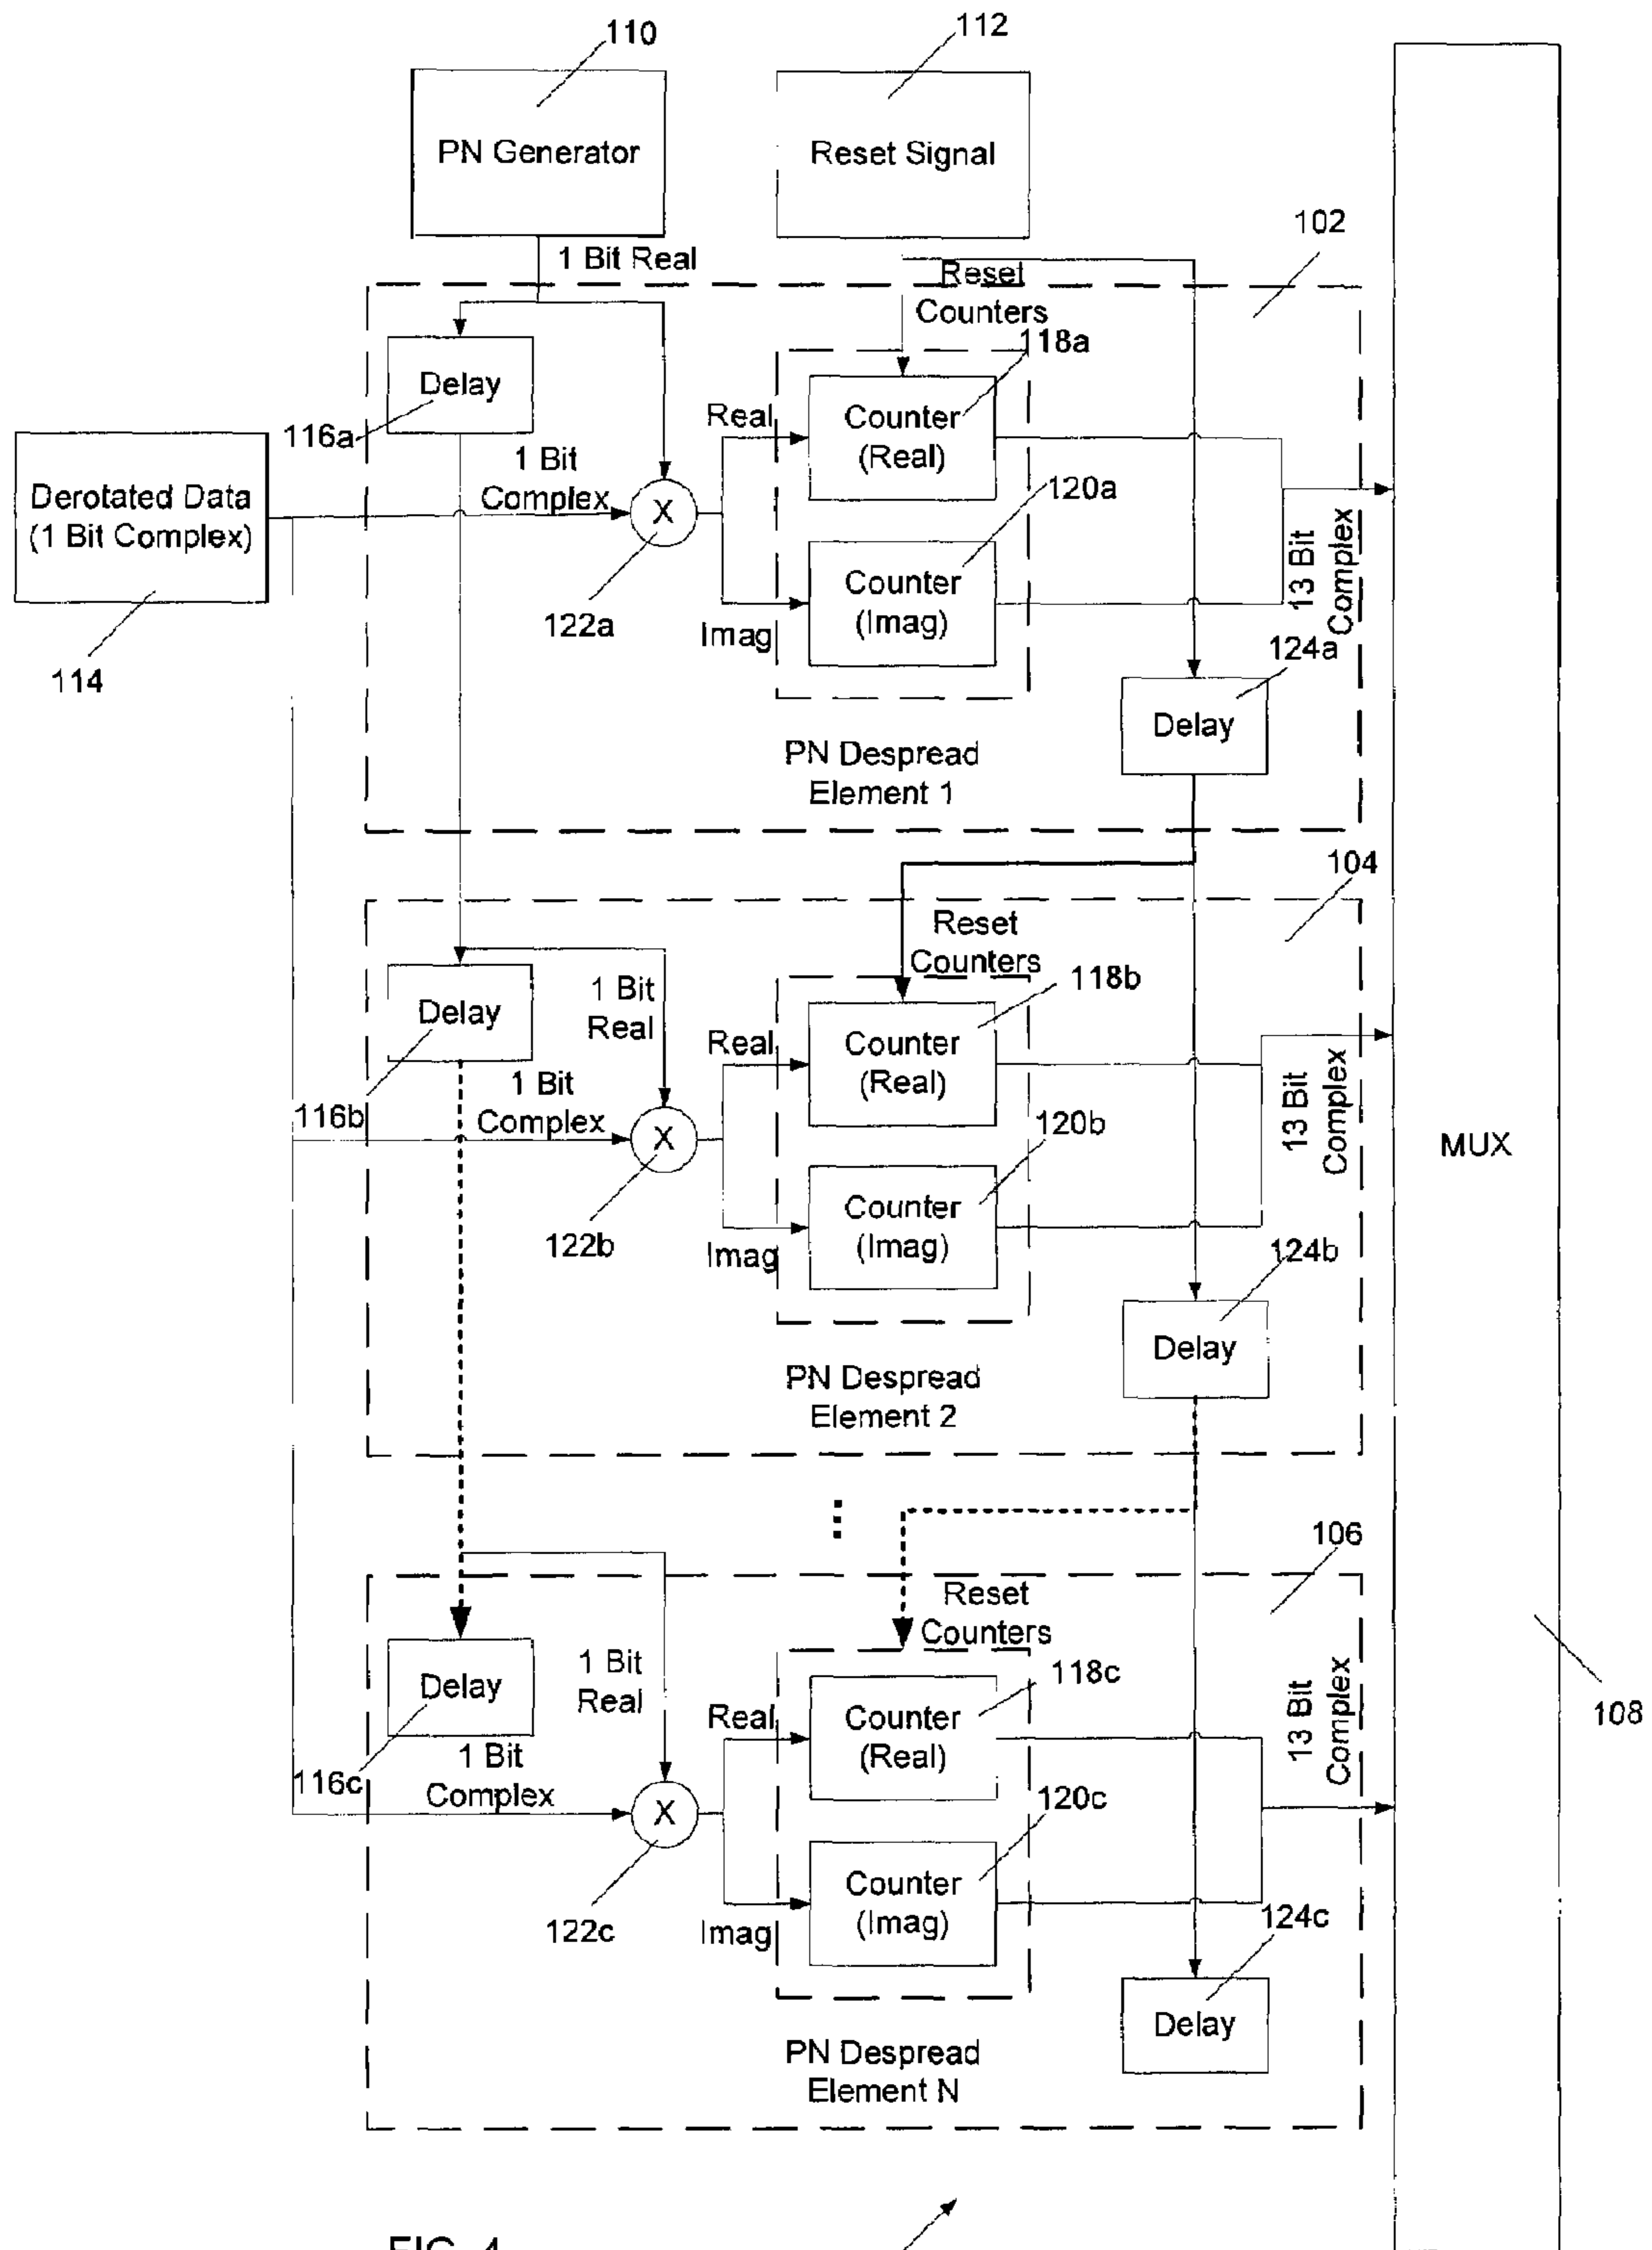 110
112
PN Generator
Reset Signal
102
1 Bit Real
Reset
Counters
118a
Delay
Counter
(Real)
Real
116a
1 Bit
Complex
120a
Derotated Data
(1 Bit Complex)
X
13 Bit
Complex
Counter
(Imag)
122a
Imag
114
124a
Delay
PN Despread
Element 1
104
Reset
Counters
118b
Delay
1 Bit
Real
Real
Counter
(Real)
1 Bit
Complex
116b
X
120b
13 Bit
Complex
MUX
Counter
(Imag)
122b
Imag
124b
Delay
PN Despread
Element 2
106
Reset
Counters
118c
Delay
1 Bit
Real
Real
Counter
(Real)
13 Bit
Complex
108
116c
1 Bit
Complex
X
120c
Counter
(Imag)
122c
Imag
124c
Delay
PN Despread
Element N
FIG. 4